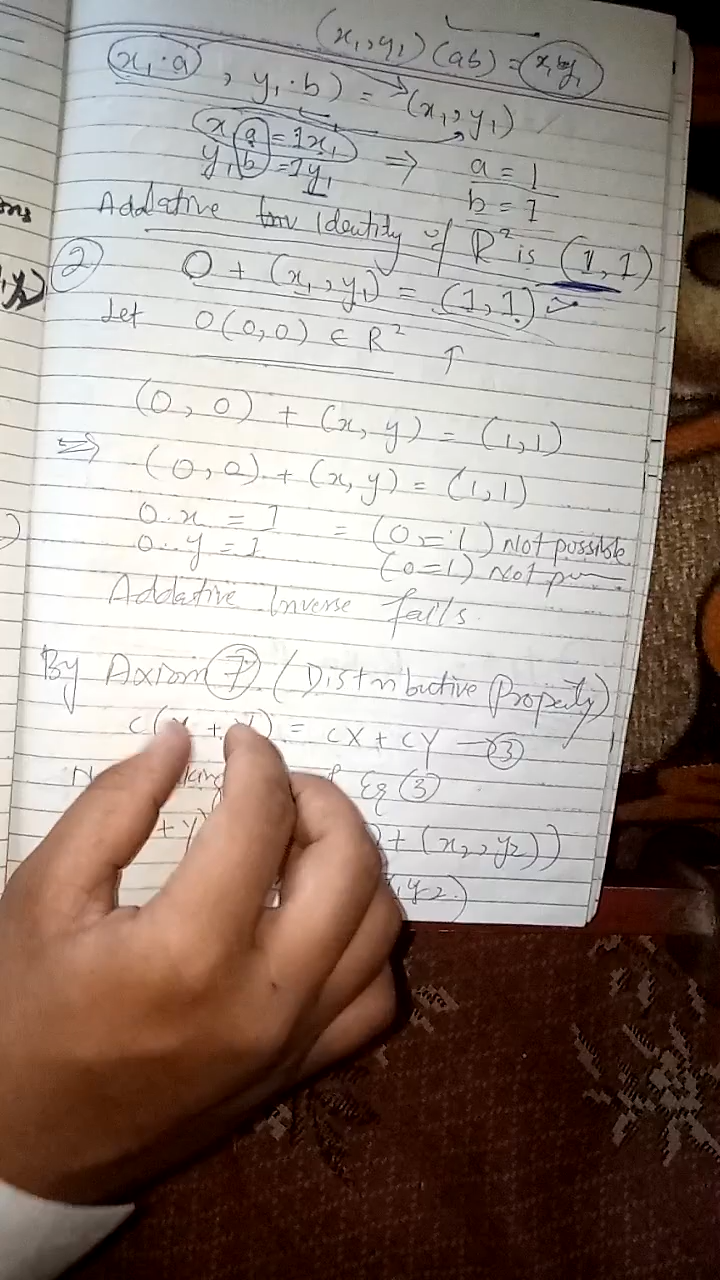 (x₁,y₁) (ab) = x₁ y₁
(x₁·a) , y₁·b) = (x₁,y₁)
x₁ a = 1x₁
y₁ b = 1y₁ ⇒ a = 1
b = 1
Addative Identity of R² is (1,1)
② 0 + (x₁,y₁) = (1,1)
Let 0(0,0) ∈ R² ↑
(0,0) + (x,y) = (1,1)
⇒ (0,0) + (x,y) = (1,1)
0·x = 1 = (0=1) Not possible
0·y = 1 (0=1) Not
Addative Inverse fails.
By Axiom ⑦ (Distributive Property)
c( + ) = cX + cY —③
Eq ③
+ Y ) + (x₂,y₂))
y₂)